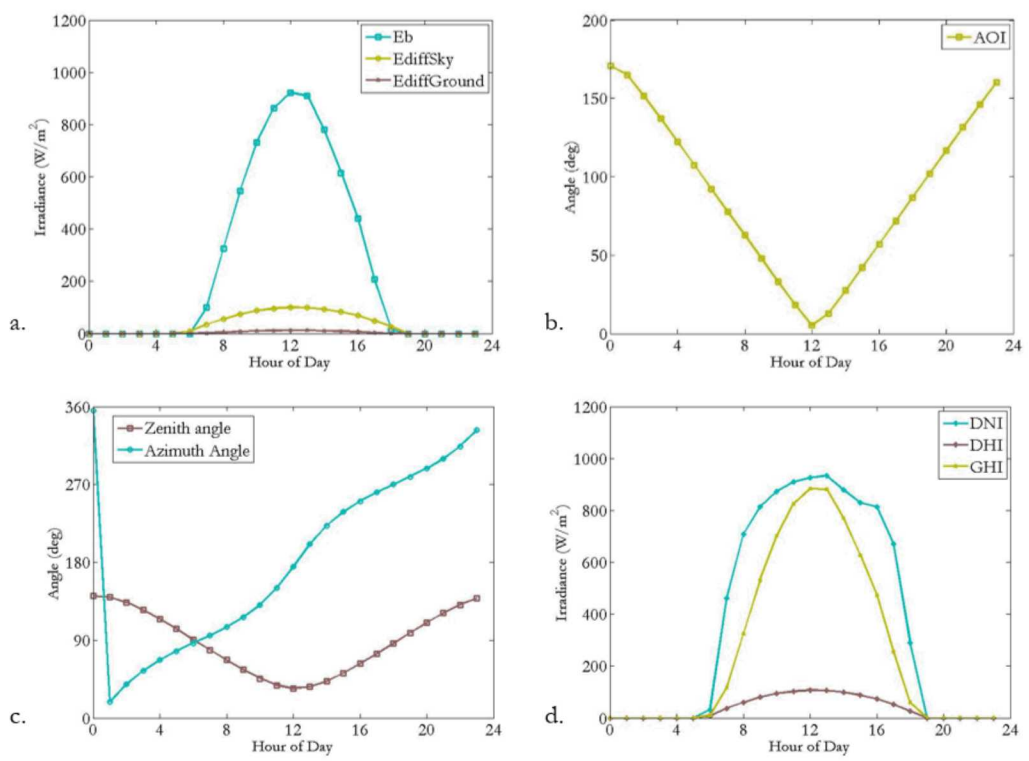 1200
1000
800
600
400
200
0
Irradiance (W/m²)
Eb
EdiffSky
EdiffGround
0 4 8 12 16 20 24
Hour of Day
a.
200
150
100
50
0
Angle (deg)
AOI
0 4 8 12 16 20 24
Hour of Day
b.
360
270
180
90
0
Angle (deg)
Zenith angle
Azimuth Angle
0 4 8 12 16 20 24
Hour of Day
c.
1200
1000
800
600
400
200
0
Irradiance (W/m²)
DNI
DHI
GHI
0 4 8 12 16 20 24
Hour of Day
d.